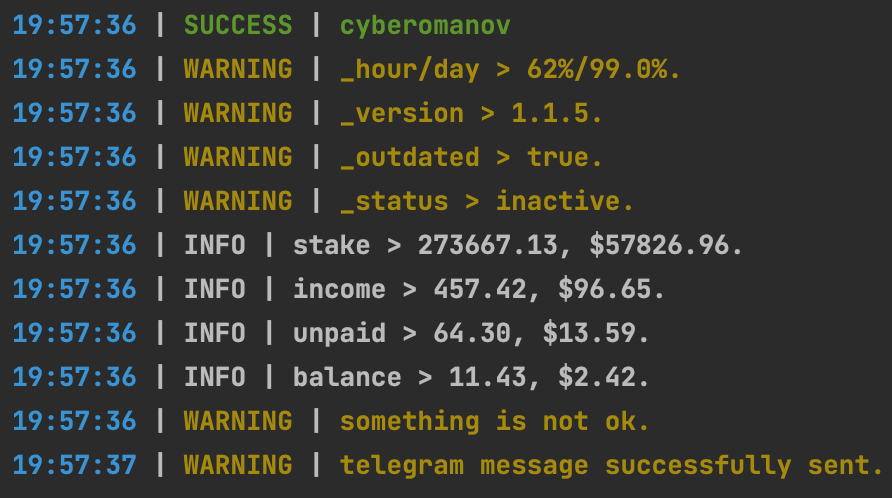 19:57:36 | SUCCESS | cyberomanov
19:57:36 | WARNING | _hour/day > 62%/99.0%.
19:57:36 | WARNING | _version > 1.1.5.
19:57:36 | WARNING | _outdated > true.
19:57:36 | WARNING | _status > inactive.
19:57:36 | INFO | stake > 273667.13, $57826.96.
19:57:36 | INFO | income > 457.42, $96.65.
19:57:36 | INFO | unpaid > 64.30, $13.59.
19:57:36 | INFO | balance > 11.43, $2.42.
19:57:36 | WARNING | something is not ok.
19:57:37 | WARNING | telegram message successfully sent.